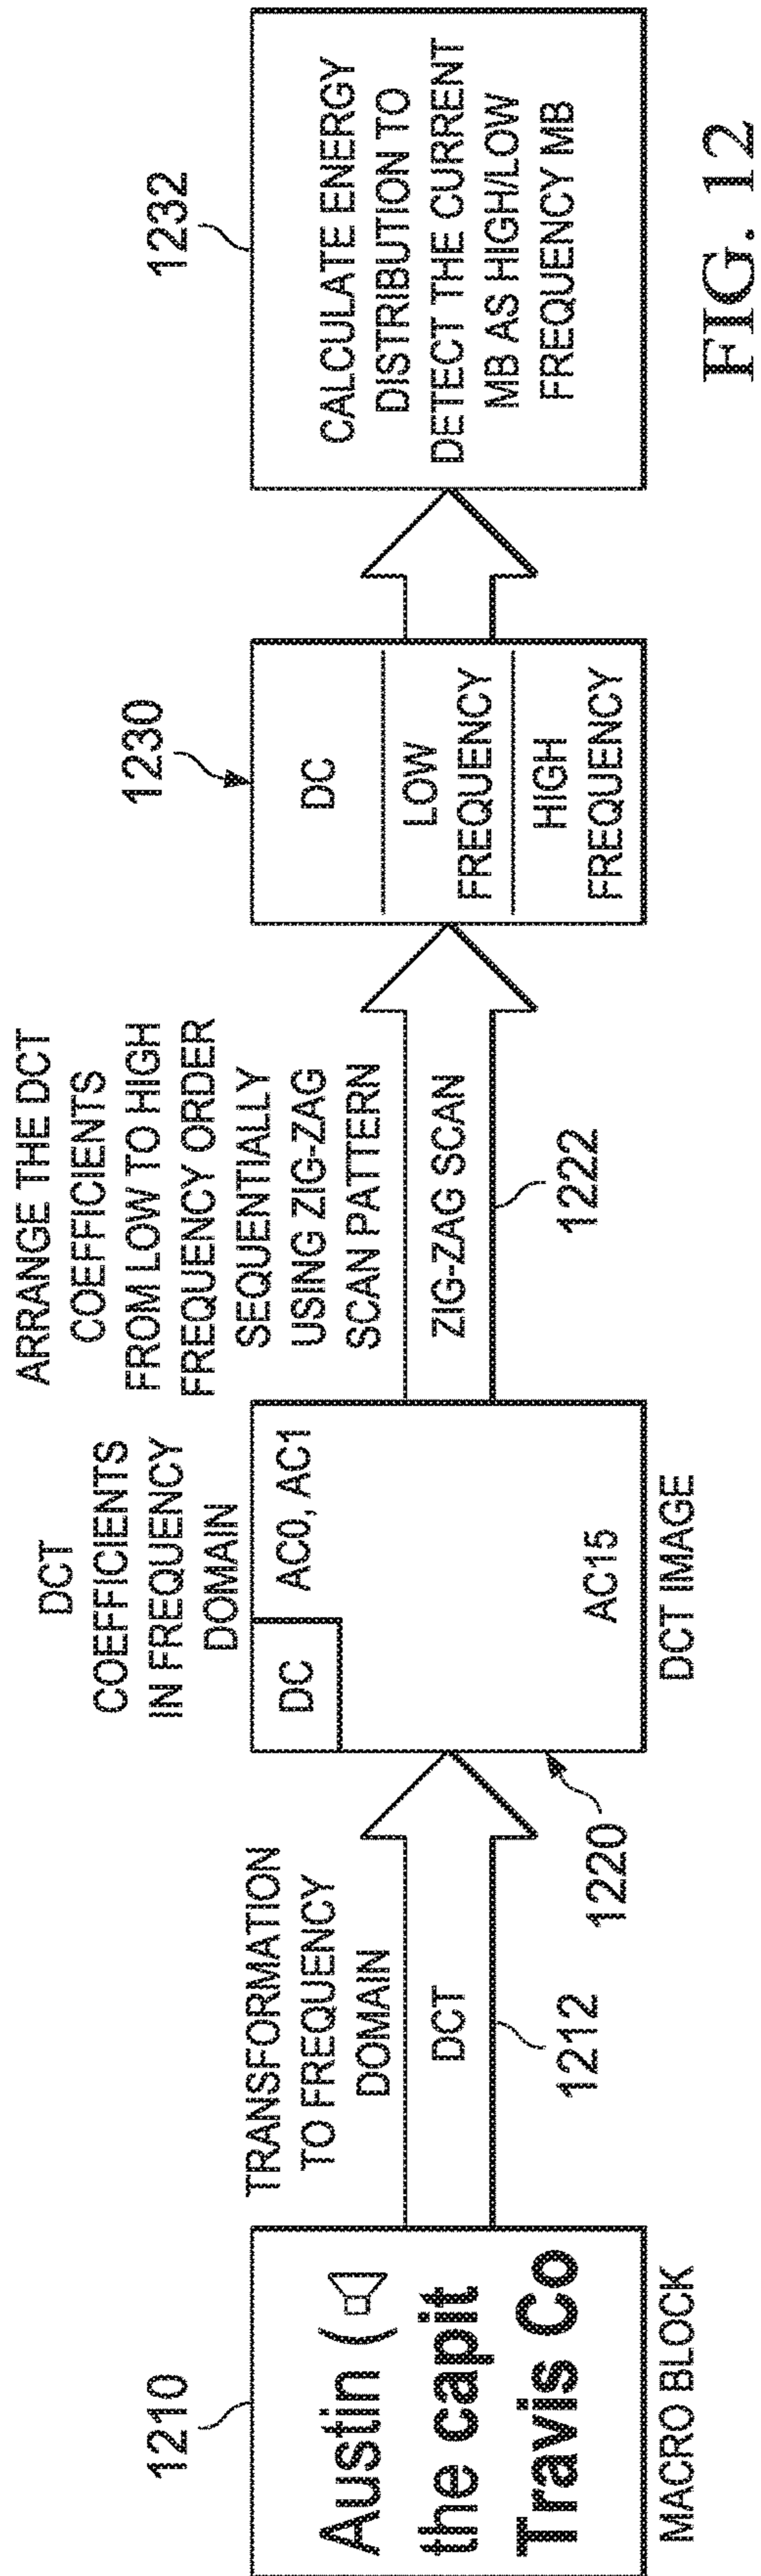 1210
Austin (
the capit
Travis Co
MACRO BLOCK
TRANSFORMATION
TO FREQUENCY
DOMAIN
DCT
1212
DCT
COEFFICIENTS
IN FREQUENCY
DOMAIN
DC
AC0, AC1
AC15
DCT IMAGE
1220
ARRANGE THE DCT
COEFFICIENTS
FROM LOW TO HIGH
FREQUENCY ORDER
SEQUENTIALLY
USING ZIG-ZAG
SCAN PATTERN
ZIG-ZAG SCAN
1222
1230
DC
LOW
FREQUENCY
HIGH
FREQUENCY
1232
CALCULATE ENERGY
DISTRIBUTION TO
DETECT THE CURRENT
MB AS HIGH/LOW
FREQUENCY MB
FIG. 12